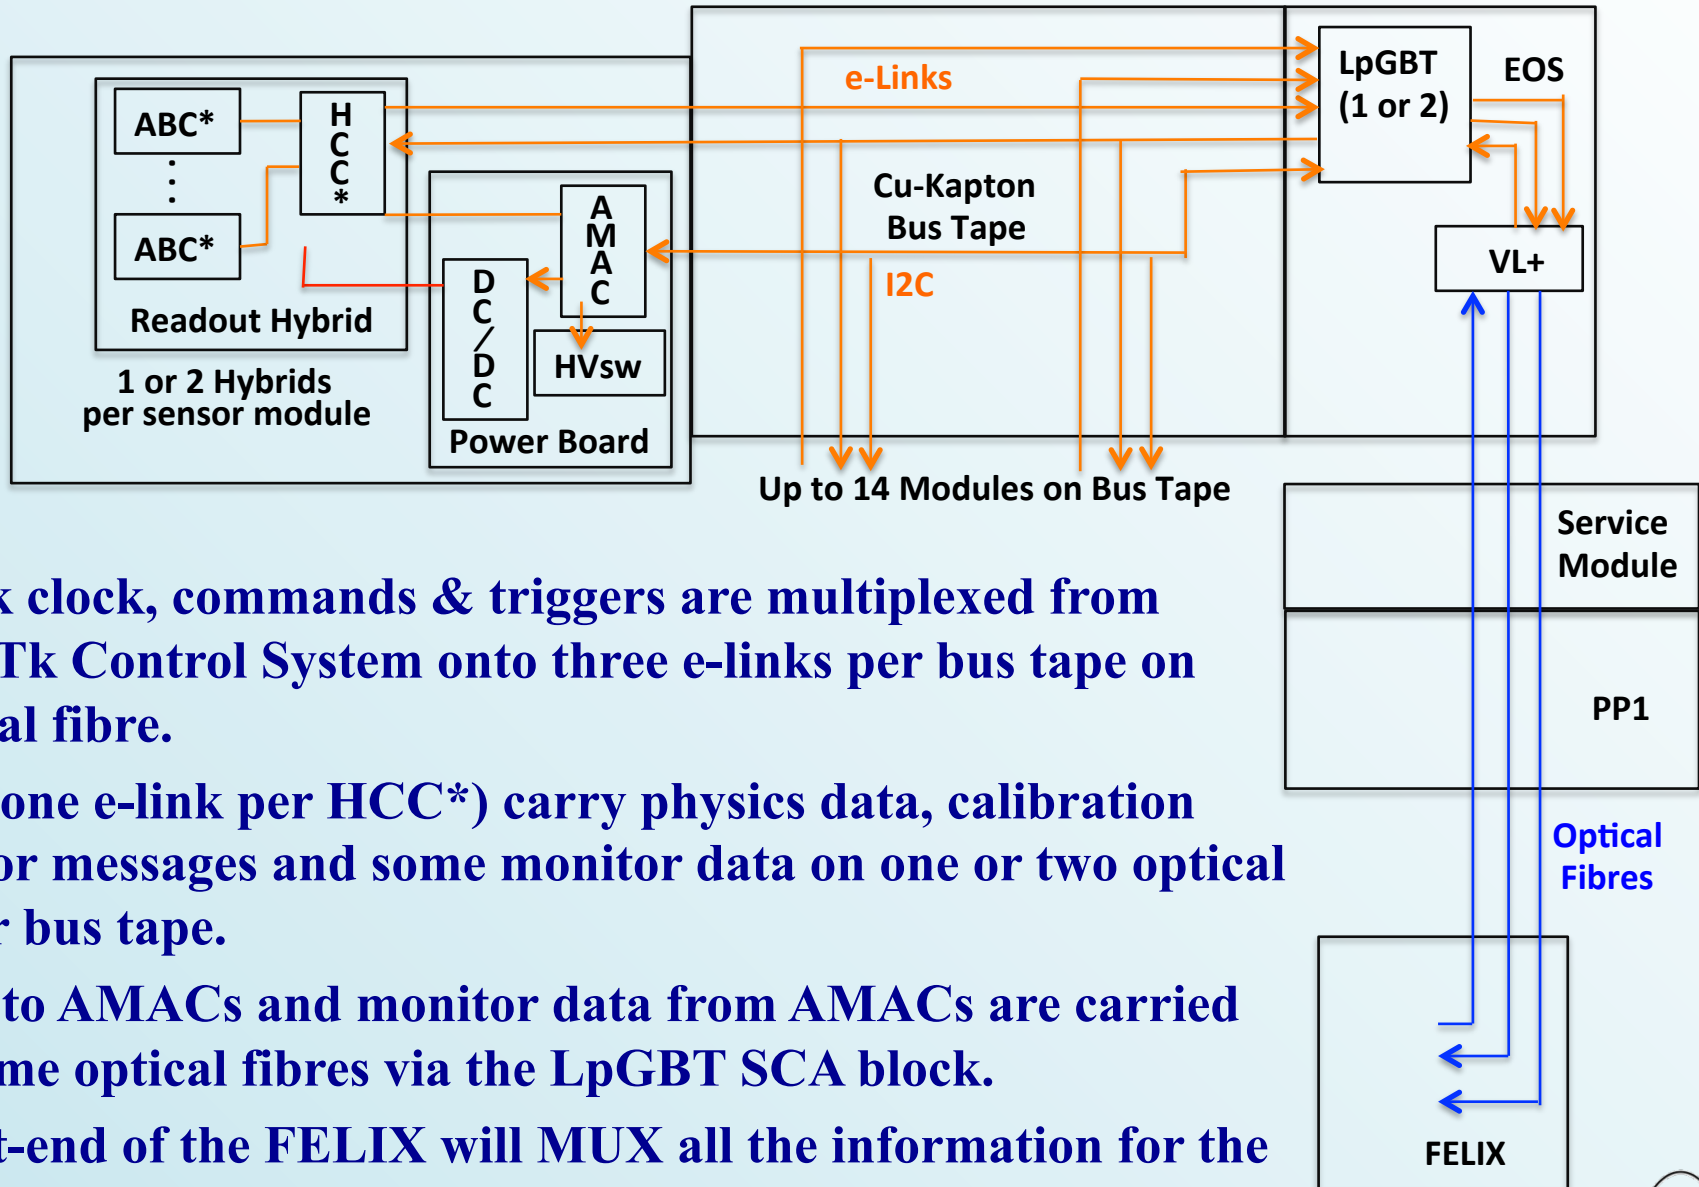 LpGBT
(1 or 2)
EOS
e-Links
ABC*
HCC*
ABC*
Readout Hybrid
1 or 2 Hybrids
per sensor module
AMAC
DC/DC
HVsw
Power Board
Cu-Kapton
Bus Tape
I2C
VL+
Up to 14 Modules on Bus Tape
Service
Module
PP1
Optical
Fibres
FELIX
clock, commands & triggers are multiplexed from
Tk Control System onto three e-links per bus tape on
al fibre.
one e-link per HCC*) carry physics data, calibration
or messages and some monitor data on one or two optical
r bus tape.
to AMACs and monitor data from AMACs are carried
me optical fibres via the LpGBT SCA block.
t-end of the FELIX will MUX all the information for the